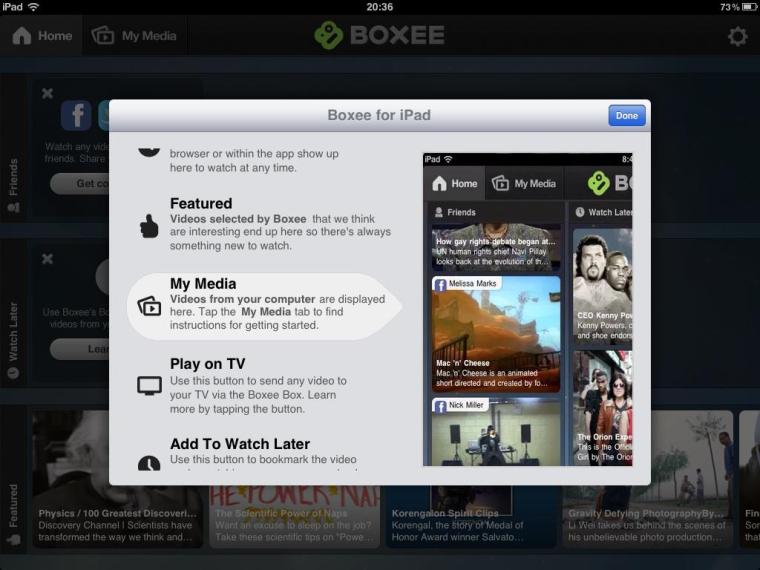 iPad
20:36
73%
Home
My Media
BOXEE
Friends
Watch any vide
friends. Share
Get co
Watch Later
Use Boxee's Bo
videos from y
Lear
Featured
Boxee for iPad
Done
browser or within the app show up
here to watch at any time.
Featured
Videos selected by Boxee that we think
are interesting end up here so there's always
something new to watch.
My Media
Videos from your computer are displayed
here. Tap the My Media tab to find
instructions for getting started.
Play on TV
Use this button to send any video to
your TV via the Boxee Box. Learn
more by tapping the button.
Add To Watch Later
Use this button to bookmark the video
iPad
8:4
Home
My Media
B
Friends
Watch Later
How gay rights debate began at...
UN human rights chief Navi Pillay
looks back at the evolution of th...
Melissa Marks
Mac 'n' Cheese
Mac 'n' Cheese is an animated
short directed and created by fo...
Nick Miller
CEO Kenny Pow
Kenny Powers, c
and shoe endors
The Orion Expe
This is the Offici
Girl by The Orion
Physics / 100 Greatest Discoveri...
Discovery Channel I Scientists have
transformed the way we think and...
HE POWER NAP
The Scientific Power of Naps
Want an excuse to sleep on the job?
Take these scientific tips on "Powe...
Korengalon Spirit Clips
Korengal, the story of Medal of
Honor Award winner Salvato...
Gravity Defying PhotographyBy...
Li Wei takes us behind the scenes of
his unbelievable photo production...
Fin
Sor
the